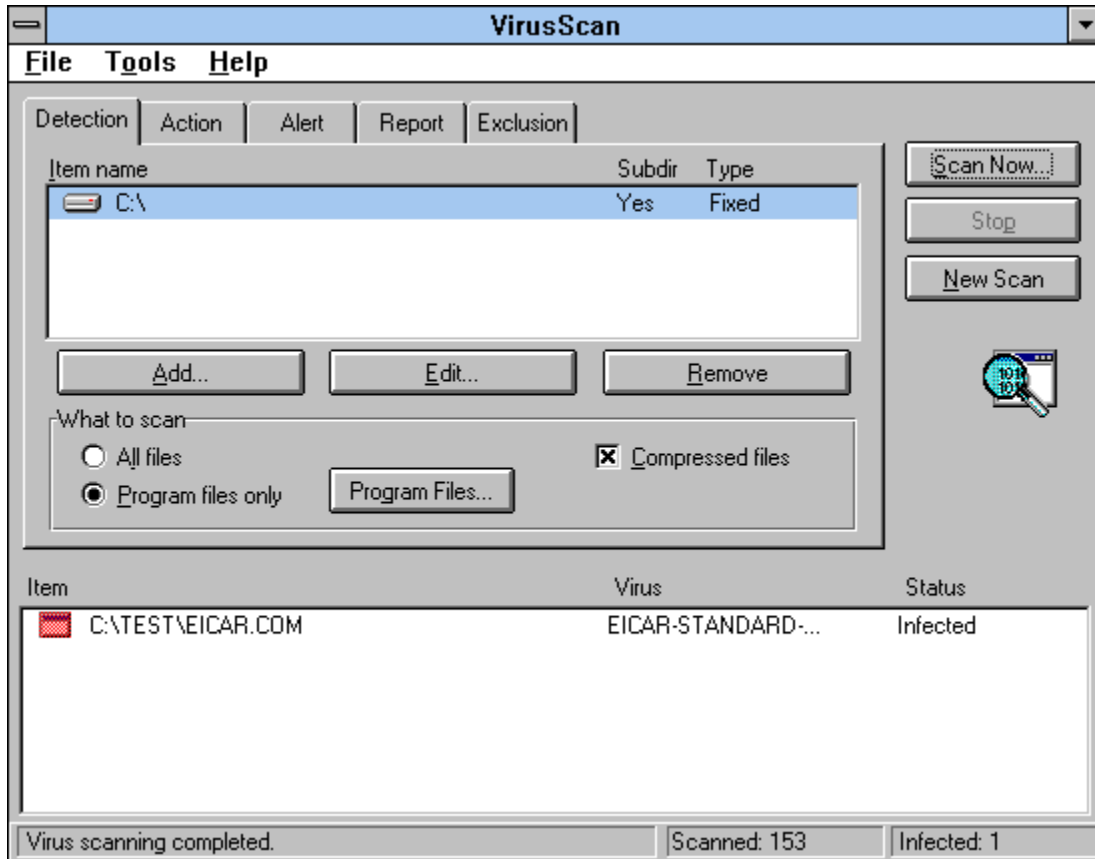 VirusScan
File Tools Help
Detection Action Alert Report Exclusion
Item name Subdir Type
C:\ Yes Fixed
Scan Now...
Stop
New Scan
Add... Edit... Remove
What to scan
All files
Compressed files
Program files only
Program Files...
Item Virus Status
C:\TEST\EICAR.COM EICAR-STANDARD-... Infected
Virus scanning completed. Scanned: 153 Infected: 1